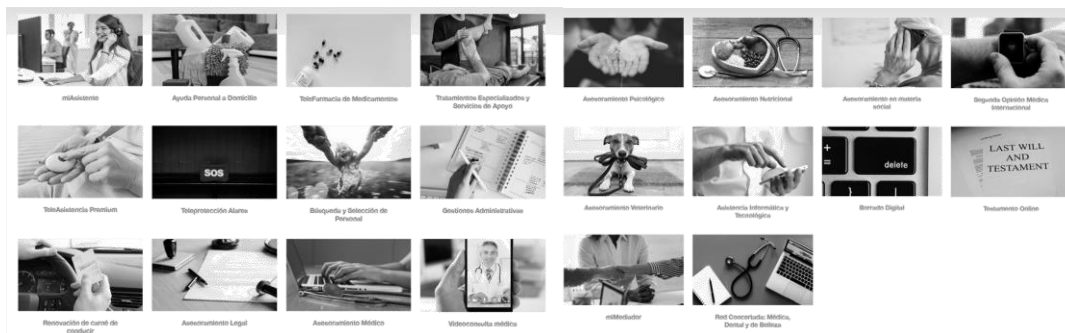 miAsistente
Ayuda Personal a Domicilio
TeleFarmacia de Medicamentos
Tratamientos Especializados y
Servicios de Apoyo
Asesoramiento Psicológico
Asesoramiento Nutricional
Asesoramiento en materia
social
Segunda Opinión Médica
Internacional
SOS
TeleAsistencia Premium
Teleprotección Alarma
Búsqueda y Selección de
Personal
Gestiones Administrativas
delete
LAST WILL
AND
TESTAMENT
Asesoramiento Veterinario
Asistencia Informática y
Tecnológica
Borrado Digital
Testamento Online
Renovación de carné de
conducir
Asesoramiento Legal
Asesoramiento Médico
Videoconsulta médica
miMediador
Red Concertada: Médica,
Dental y de Belleza